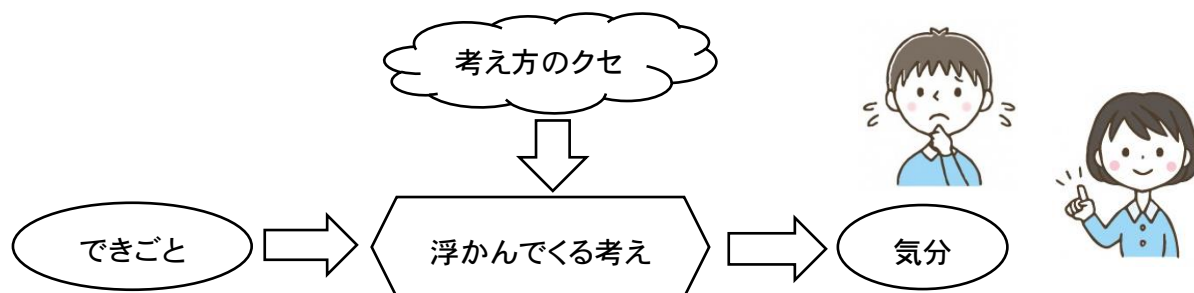 考え方のクセ
できごと
浮かんでくる考え
気分